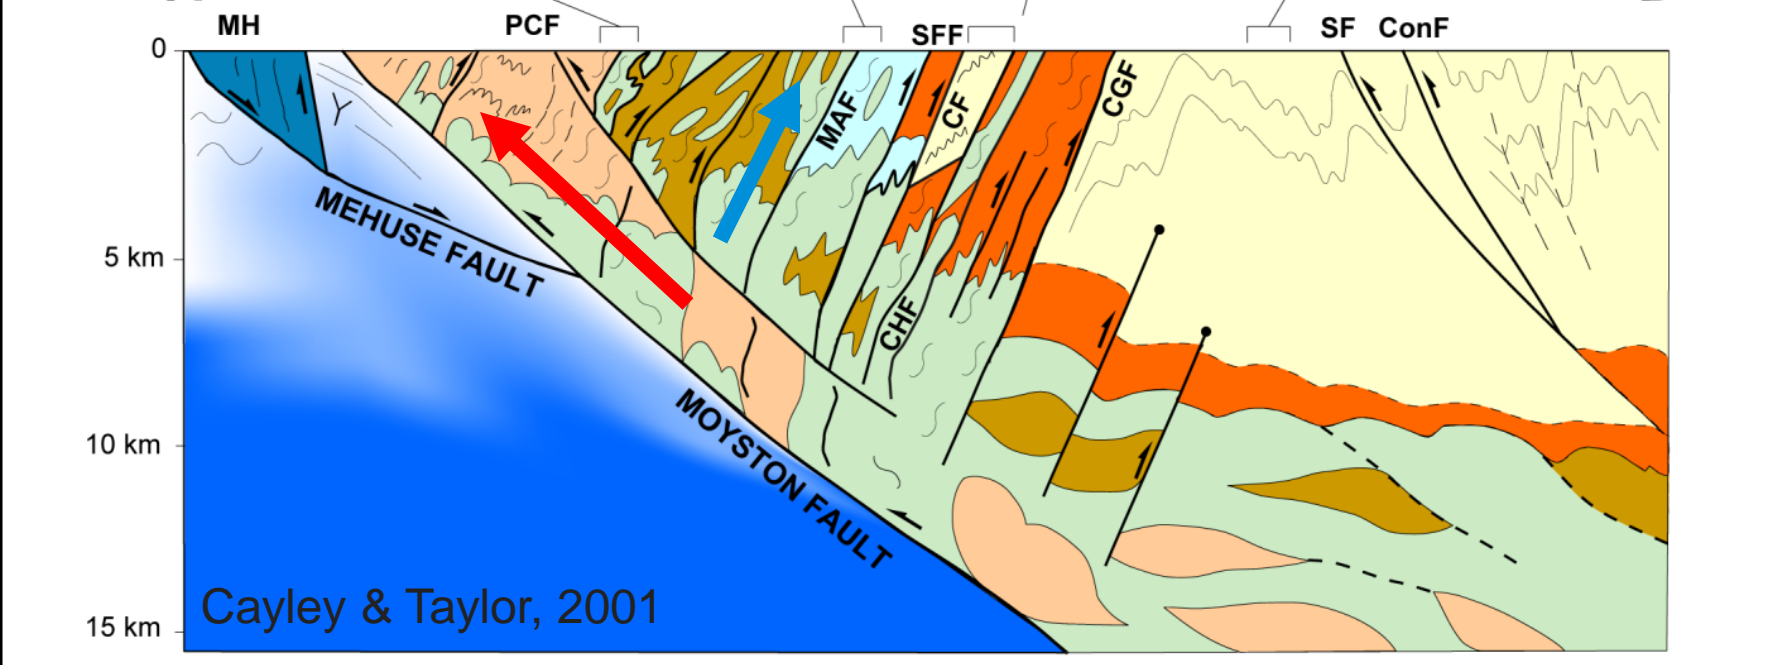 MH PCF SFF SF ConF
0
MAF CF CGF
MEHUSE FAULT
5 km
CHF
10 km
MOYSTON FAULT
Cayley & Taylor, 2001
15 km